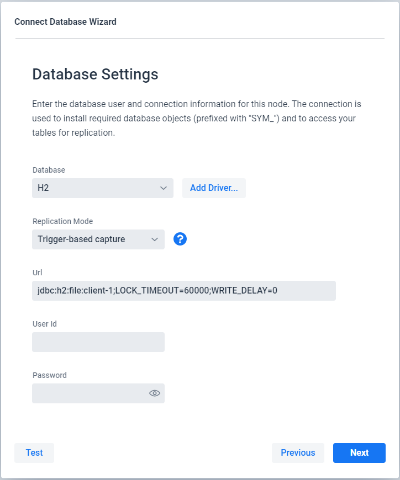 Connect Database Wizard
Database Settings
Enter the database user and connection information for this node. The connection is
used to install required database objects (prefixed with "SYM_") and to access your
tables for replication.
Database
H2
Add Driver...
Replication Mode
Trigger-based capture
?
Url
jdbc:h2:file:client-1;LOCK_TIMEOUT=60000;WRITE_DELAY=0
User Id
Password
Test
Previous
Next